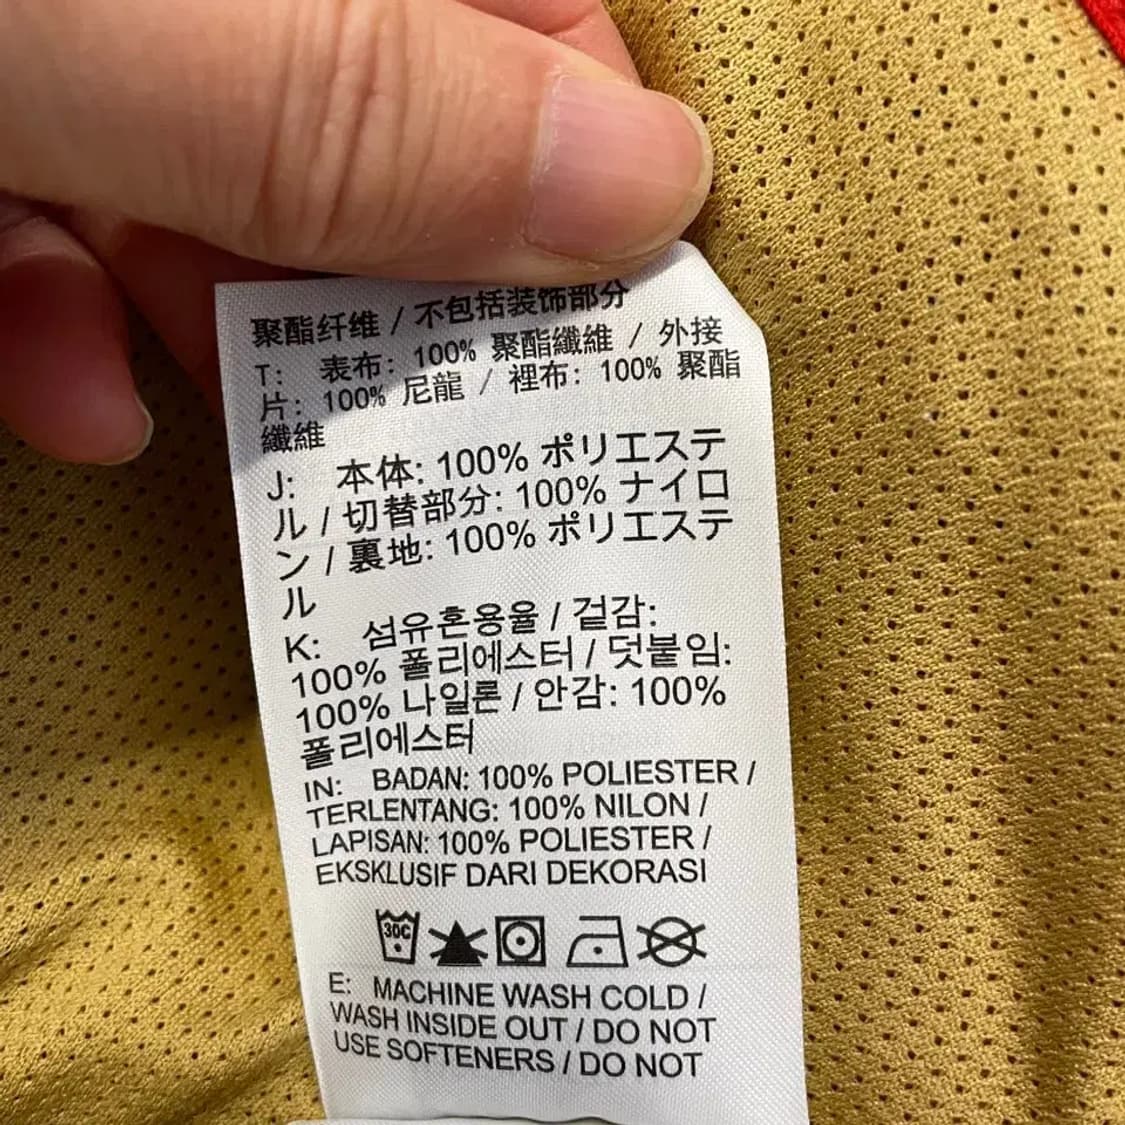 聚酯纤维 / 不包括装饰部分
T: 表布: 100% 聚酯纖維 / 外接
片: 100% 尼龍 / 裡布: 100% 聚酯
纖維
J: 本体: 100% ポリエステ
ル / 切替部分: 100% ナイロ
ン / 裏地: 100% ポリエステ
ル
K: 섬유혼용율 / 겉감:
100% 폴리에스터 / 덧붙임:
100% 나일론 / 안감: 100%
폴리에스터
IN: BADAN: 100% POLIESTER /
TERLENTANG: 100% NILON /
LAPISAN: 100% POLIESTER /
EKSKLUSIF DARI DEKORASI
30C
E: MACHINE WASH COLD /
WASH INSIDE OUT / DO NOT
USE SOFTENERS / DO NOT